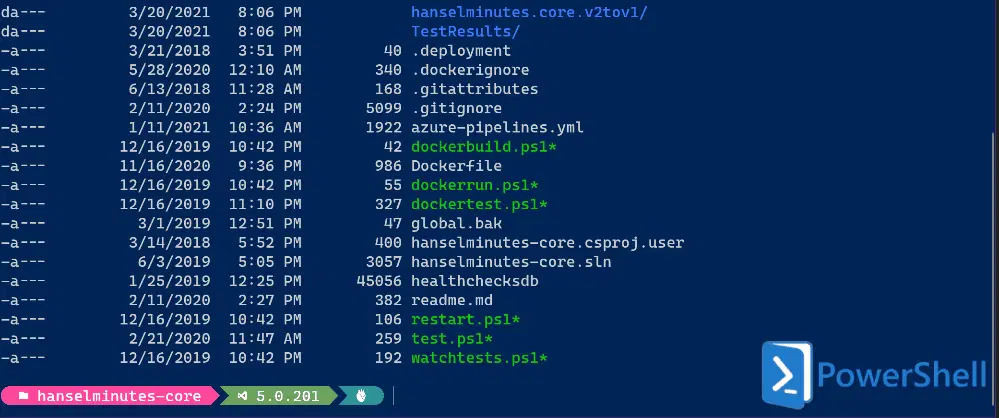 da--- 3/20/2021 8:06 PM hanselminutes.core.v2tov1/
da--- 3/20/2021 8:06 PM TestResults/
-a--- 3/21/2018 3:51 PM 40 .deployment
-a--- 5/28/2020 12:10 AM 340 .dockerignore
-a--- 6/13/2018 11:28 AM 168 .gitattributes
-a--- 2/11/2020 2:24 PM 5099 .gitignore
-a--- 1/11/2021 10:36 AM 1922 azure-pipelines.yml
-a--- 12/16/2019 10:42 PM 42 dockerbuild.ps1*
-a--- 11/16/2020 9:36 PM 986 Dockerfile
-a--- 12/16/2019 10:42 PM 55 dockerrun.ps1*
-a--- 12/16/2019 11:10 PM 327 dockertest.ps1*
-a--- 3/1/2019 12:51 PM 47 global.bak
-a--- 3/14/2018 5:52 PM 400 hanselminutes-core.csproj.user
-a--- 6/3/2019 5:05 PM 3057 hanselminutes-core.sln
-a--- 1/25/2019 12:25 PM 45056 healthchecksdb
-a--- 2/11/2020 2:27 PM 382 readme.md
-a--- 12/16/2019 10:42 PM 106 restart.ps1*
-a--- 2/21/2020 11:47 AM 259 test.ps1*
-a--- 12/16/2019 10:42 PM 192 watchtests.ps1*
hanselminutes-core 5.0.201
PowerShell